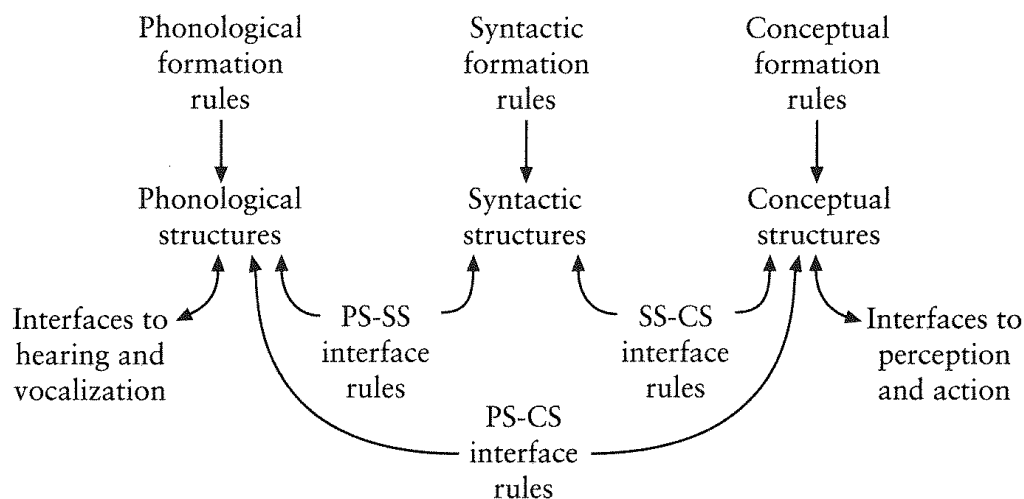 Phonological
formation
rules
Syntactic
formation
rules
Conceptual
formation
rules
Phonological
structures
Syntactic
structures
Conceptual
structures
Interfaces to
hearing and
vocalization
PS-SS
interface
rules
SS-CS
interface
rules
Interfaces to
perception
and action
PS-CS
interface
rules